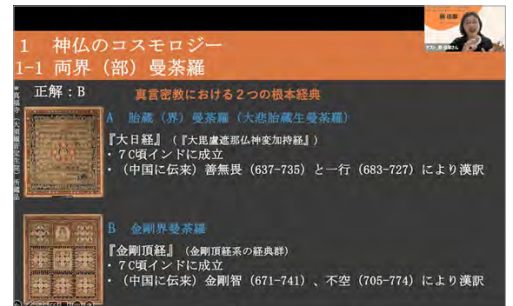 1 神仏のコスモロジー
1-1 両界(部)曼荼羅
正解:B
真言密教における2つの根本経典
A 胎蔵(界)曼荼羅(大悲胎蔵生曼荼羅)
『大日経』(『大毘盧遮那仏神変加持経』)
・7C頃インドに成立
・(中国に伝来)善無畏(637-735)と一行(683-727)により漢訳
B 金剛界曼荼羅
『金剛頂経』(金剛頂経系の経典群)
・7C頃インドに成立
・(中国に伝来)金剛智(671-741)、不空(705-774)により漢訳